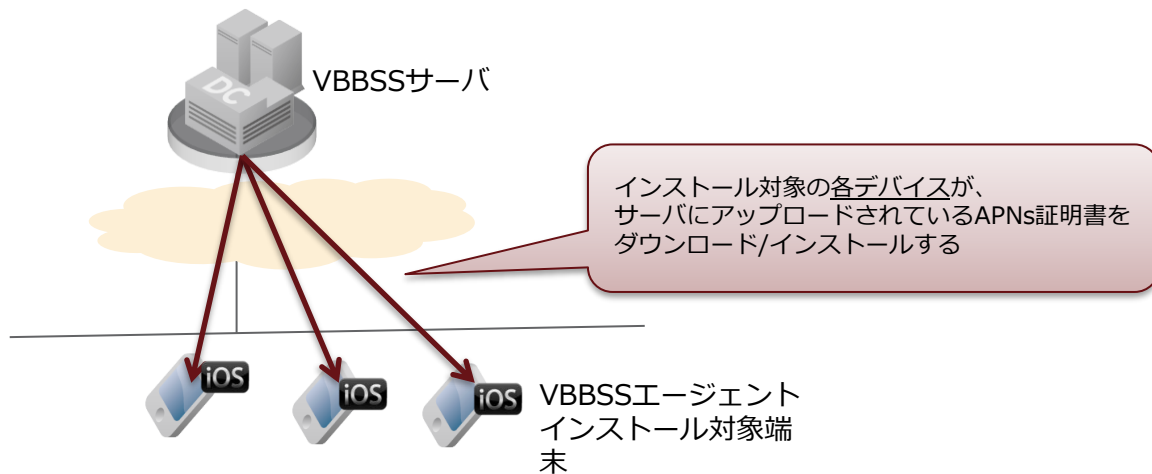 DC
VBBSSサーバ
インストール対象の各デバイスが、
サーバにアップロードされているAPNs証明書を
ダウンロード/インストールする
iOS
iOS
iOS
VBBSSエージェント
インストール対象端
末